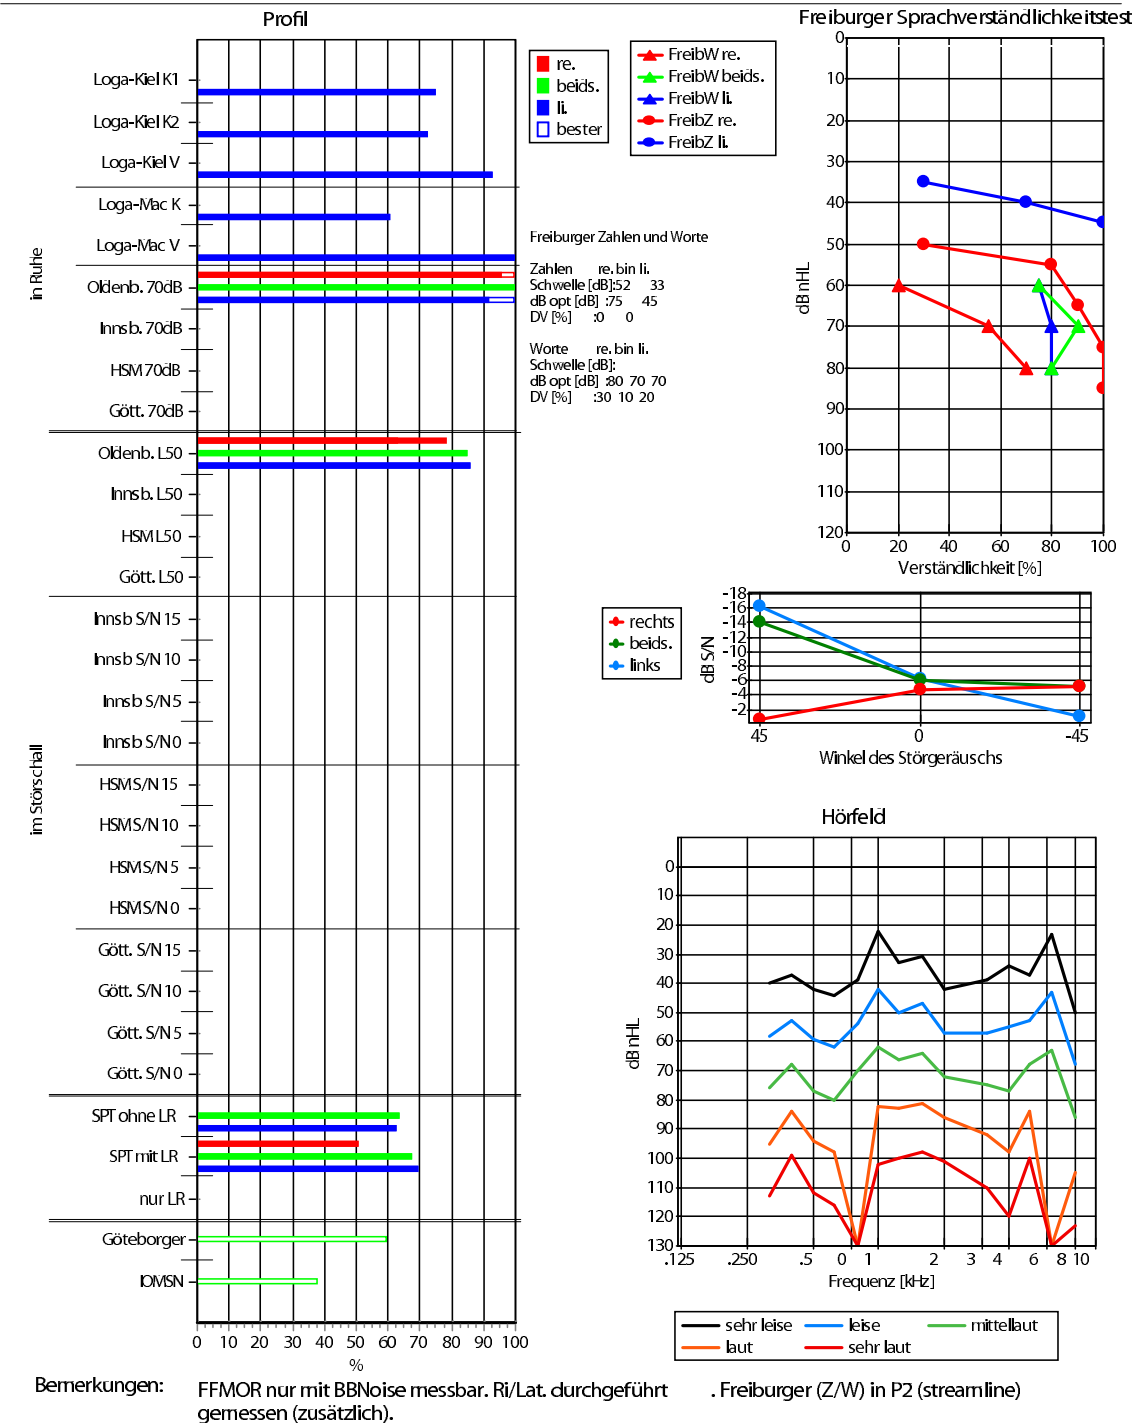 Profil
Loga-Kiel K1
Loga-Kiel K2
Loga-Kiel V
Loga-Mac K
Loga-Mac V
in Ruhe
Oldenb. 70dB
Innsb. 70dB
HSM 70dB
Gött. 70dB
Oldenb. L50
Innsb. L50
HSM L50
Gött. L50
Innsb S/N 15
Innsb S/N 10
Innsb S/N 5
Innsb S/N 0
im Störschall
HSM S/N 15
HSM S/N 10
HSM S/N 5
HSM S/N 0
Gött. S/N 15
Gött. S/N 10
Gött. S/N 5
Gött. S/N 0
SPT ohne LR
SPT mit LR
nur LR
Göteborger
IOMSN
0 10 20 30 40 50 60 70 80 90 100
%
re.
beids.
li.
bester
FreibW re.
FreibW beids.
FreibW li.
FreibZ re.
FreibZ li.
Freiburger Zahlen und Worte
Zahlen re. bin li.
Schwelle [dB]:52 33
dB opt [dB] :75 45
DV [%] :0 0
Worte re. bin li.
Schwelle [dB]:
dB opt [dB] :80 70 70
DV [%] :30 10 20
Freiburger Sprachverständlichkeitstest
0
10
20
30
40
50
60
70
80
90
100
110
120
dB nHL
0 20 40 60 80 100
Verständlichkeit [%]
rechts
beids.
links
-18
-16
-14
-12
-10
-8
-6
-4
-2
dB S/N
45 0 -45
Winkel des Störgeräuschs
Hörfeld
0
10
20
30
40
50
60
70
80
90
100
110
120
130
dB nHL
.125 .250 .5 0 1 2 3 4 6 8 10
Frequenz [kHz]
sehr leise leise mittellaut
laut sehr laut
Bemerkungen: FFMOR nur mit BBNoise messbar. Ri/Lat. durchgeführt . Freiburger (Z/W) in P2 (streamline)
gemessen (zusätzlich).